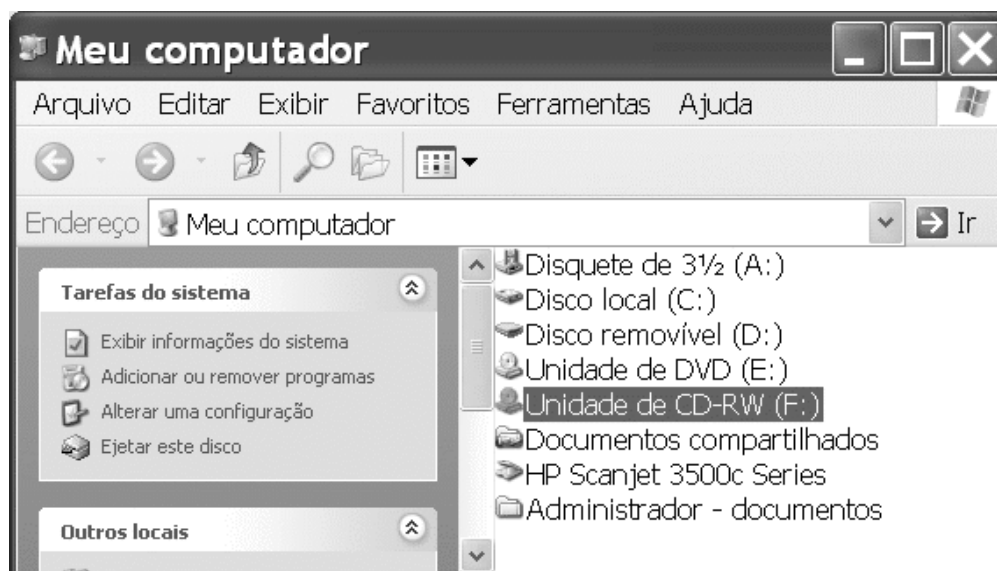 Meu computador
Arquivo Editar Exibir Favoritos Ferramentas Ajuda
Endereço Meu computador Ir
Tarefas do sistema
Exibir informações do sistema
Adicionar ou remover programas
Alterar uma configuração
Ejetar este disco
Outros locais
Disquete de 3½ (A:)
Disco local (C:)
Disco removível (D:)
Unidade de DVD (E:)
Unidade de CD-RW (F:)
Documentos compartilhados
HP Scanjet 3500c Series
Administrador - documentos